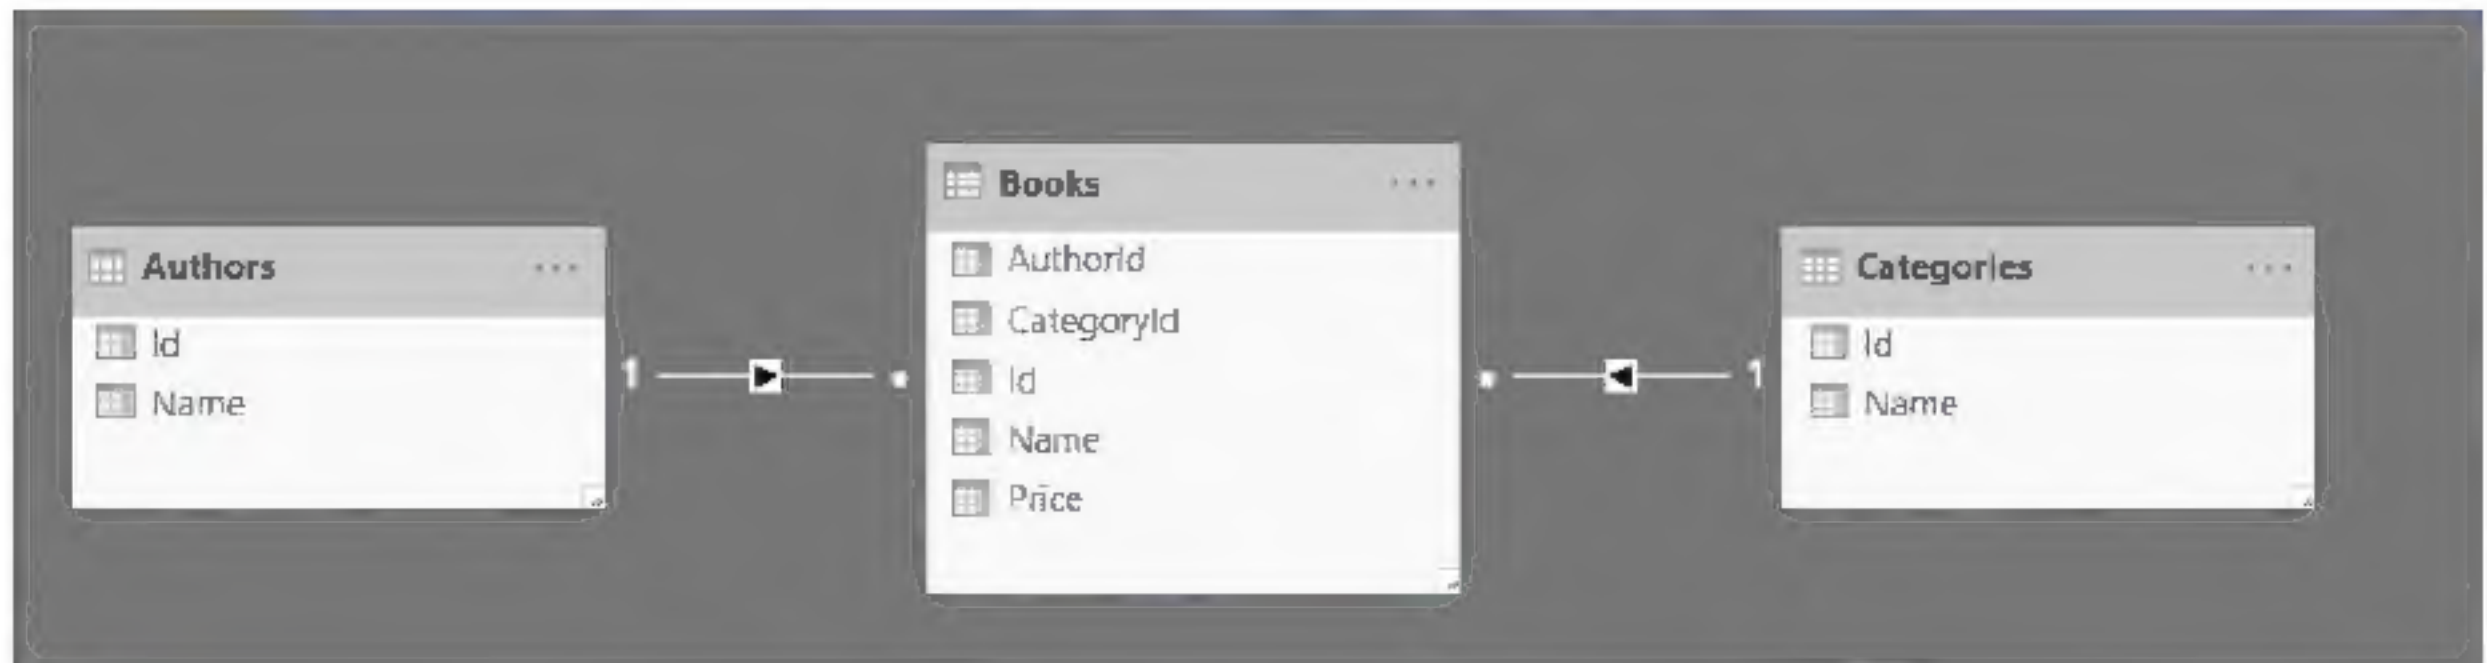 Authors
Id
Name
1
Books
AuthorId
CategoryId
Id
Name
Price
1
Categories
Id
Name